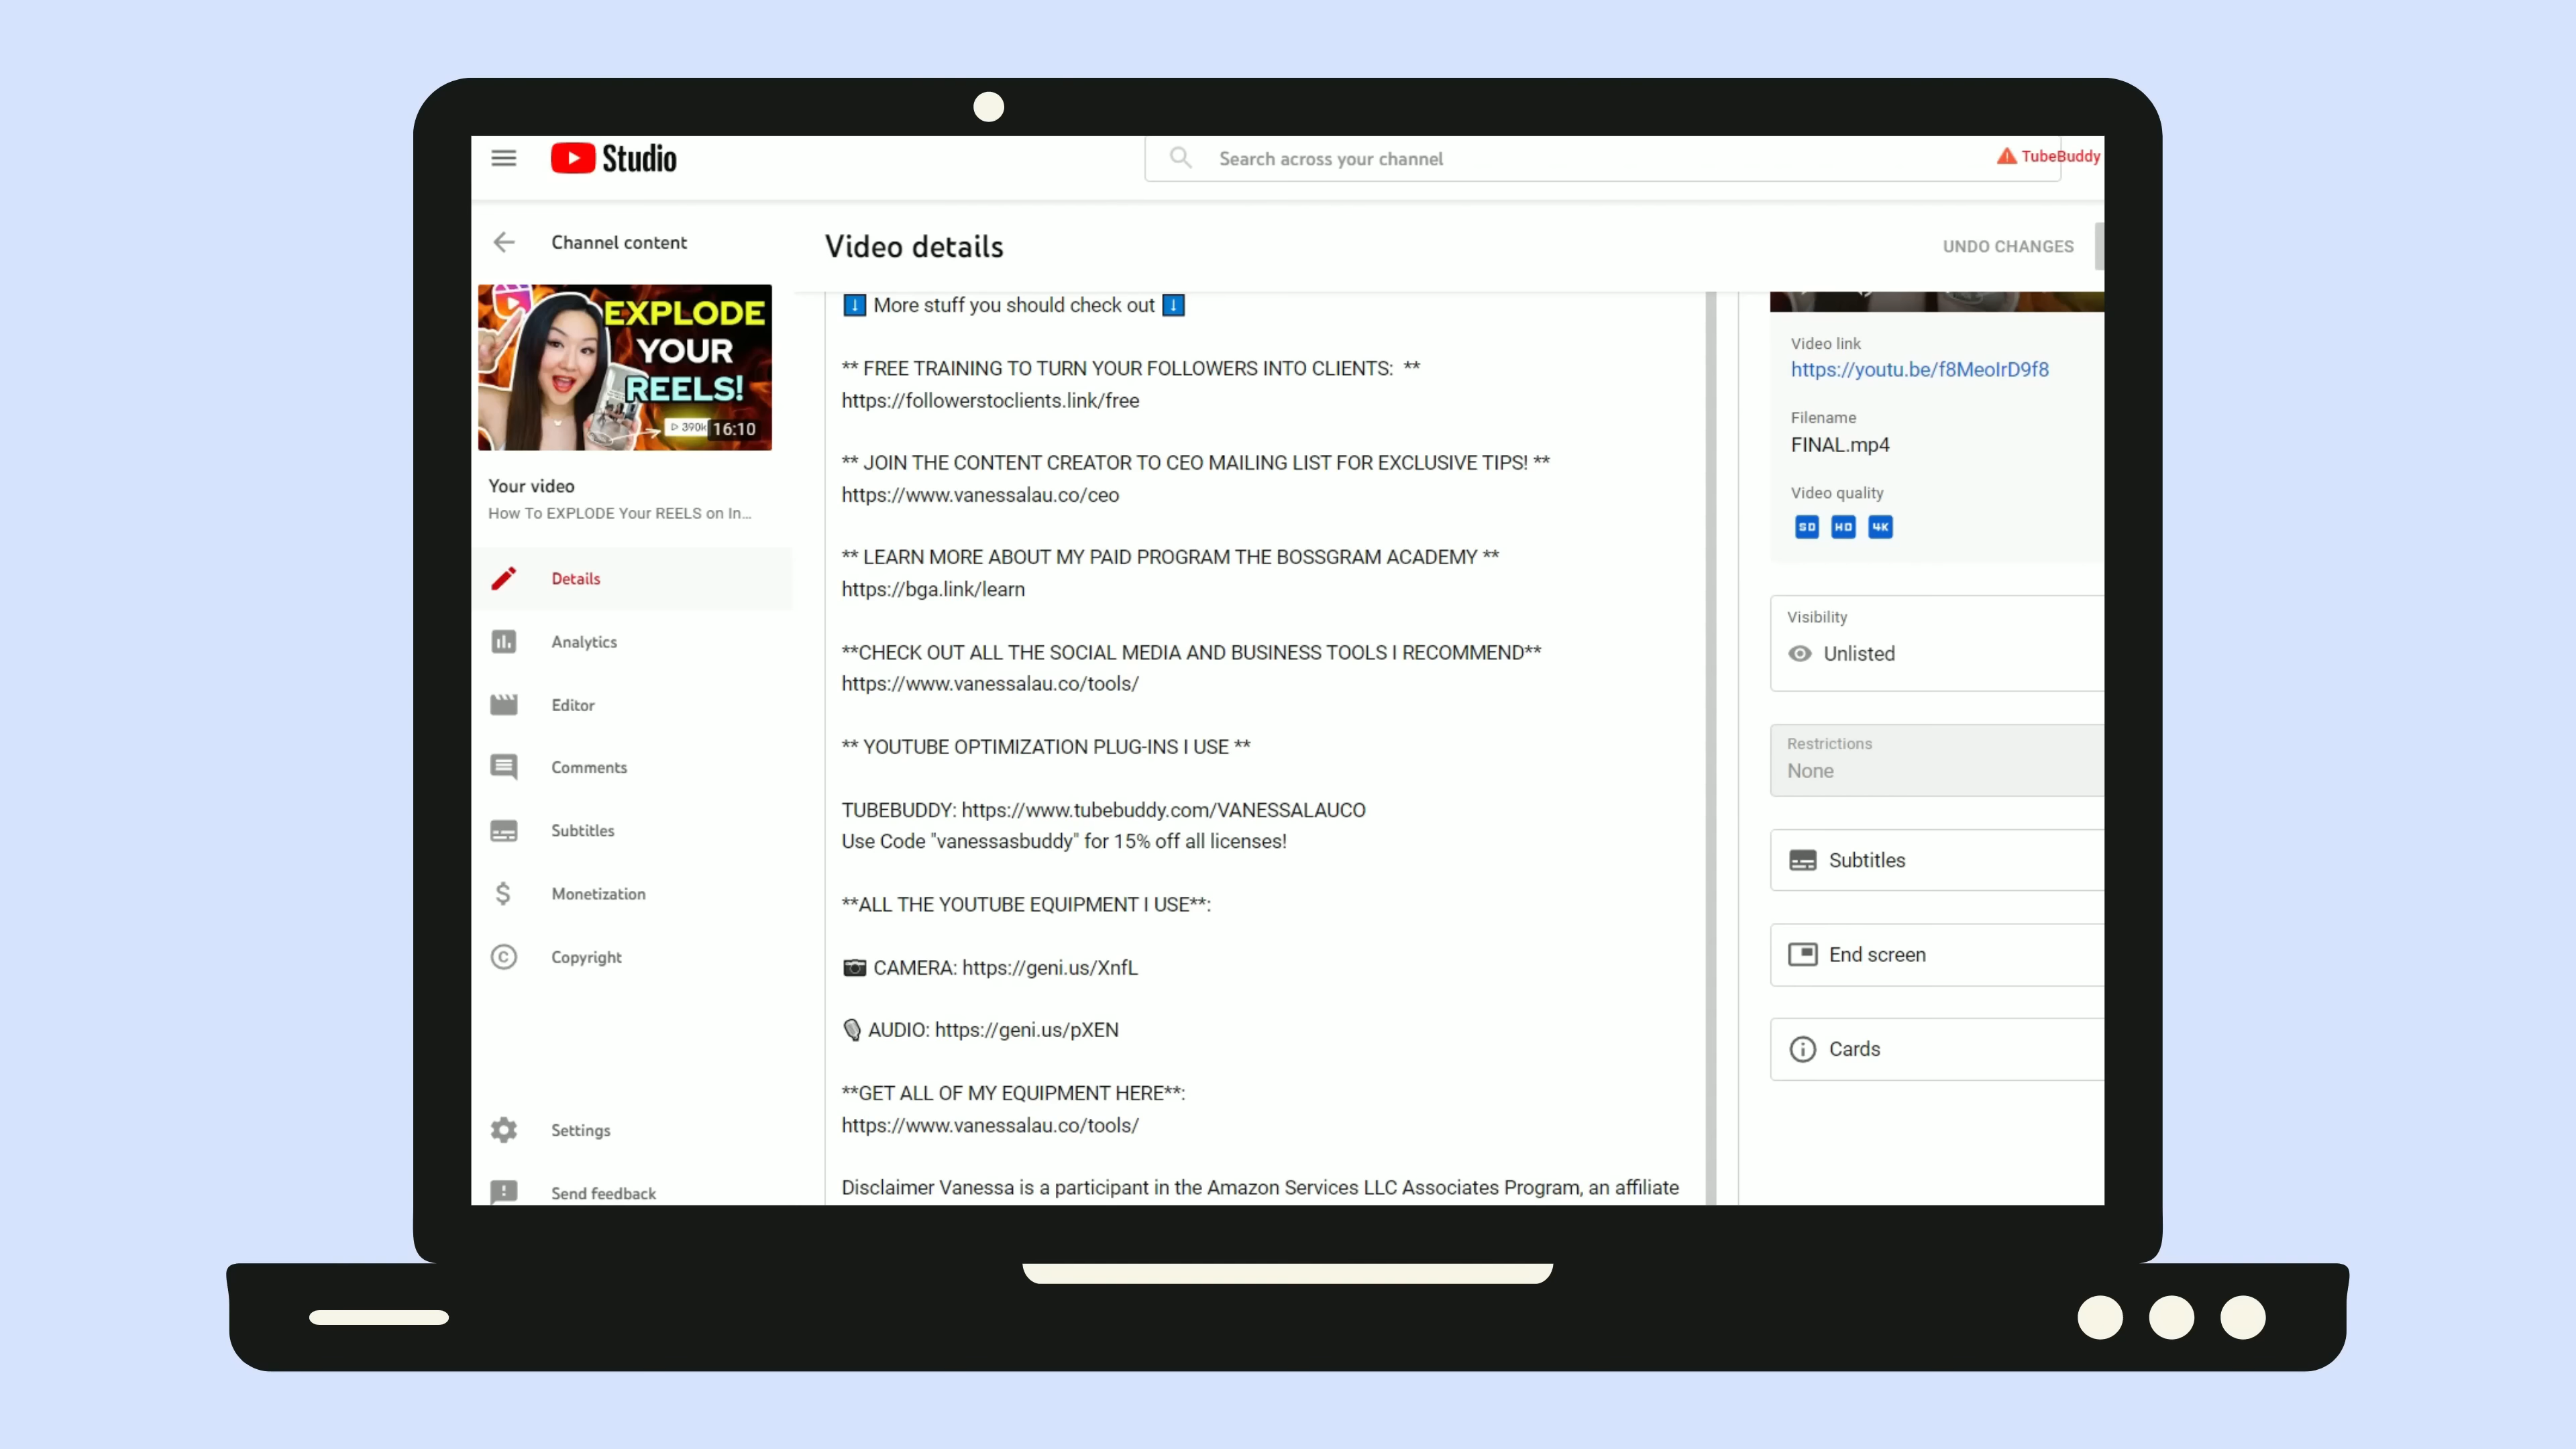 Studio
Search across your channel
TubeBuddy
Channel content
Video details
UNDO CHANGES
EXPLODE
YOUR
REELS!
390k
16:10
Your video
How To EXPLODE Your REELS on In...
Details
Analytics
Editor
Comments
Subtitles
Monetization
Copyright
Settings
Send feedback
⬇ More stuff you should check out ⬇
** FREE TRAINING TO TURN YOUR FOLLOWERS INTO CLIENTS:  **
https://followerstoclients.link/free
** JOIN THE CONTENT CREATOR TO CEO MAILING LIST FOR EXCLUSIVE TIPS! **
https://www.vanessalau.co/ceo
** LEARN MORE ABOUT MY PAID PROGRAM THE BOSSGRAM ACADEMY **
https://bga.link/learn
**CHECK OUT ALL THE SOCIAL MEDIA AND BUSINESS TOOLS I RECOMMEND**
https://www.vanessalau.co/tools/
** YOUTUBE OPTIMIZATION PLUG-INS I USE **
TUBEBUDDY: https://www.tubebuddy.com/VANESSALAUCO
Use Code "vanessasbuddy" for 15% off all licenses!
**ALL THE YOUTUBE EQUIPMENT I USE**:
📷 CAMERA: https://geni.us/XnfL
🎙 AUDIO: https://geni.us/pXEN
**GET ALL OF MY EQUIPMENT HERE**:
https://www.vanessalau.co/tools/
Disclaimer Vanessa is a participant in the Amazon Services LLC Associates Program, an affiliate
Video link
https://youtu.be/f8MeoIrD9f8
Filename
FINAL.mp4
Video quality
SD HD 4K
Visibility
Unlisted
Restrictions
None
Subtitles
End screen
Cards